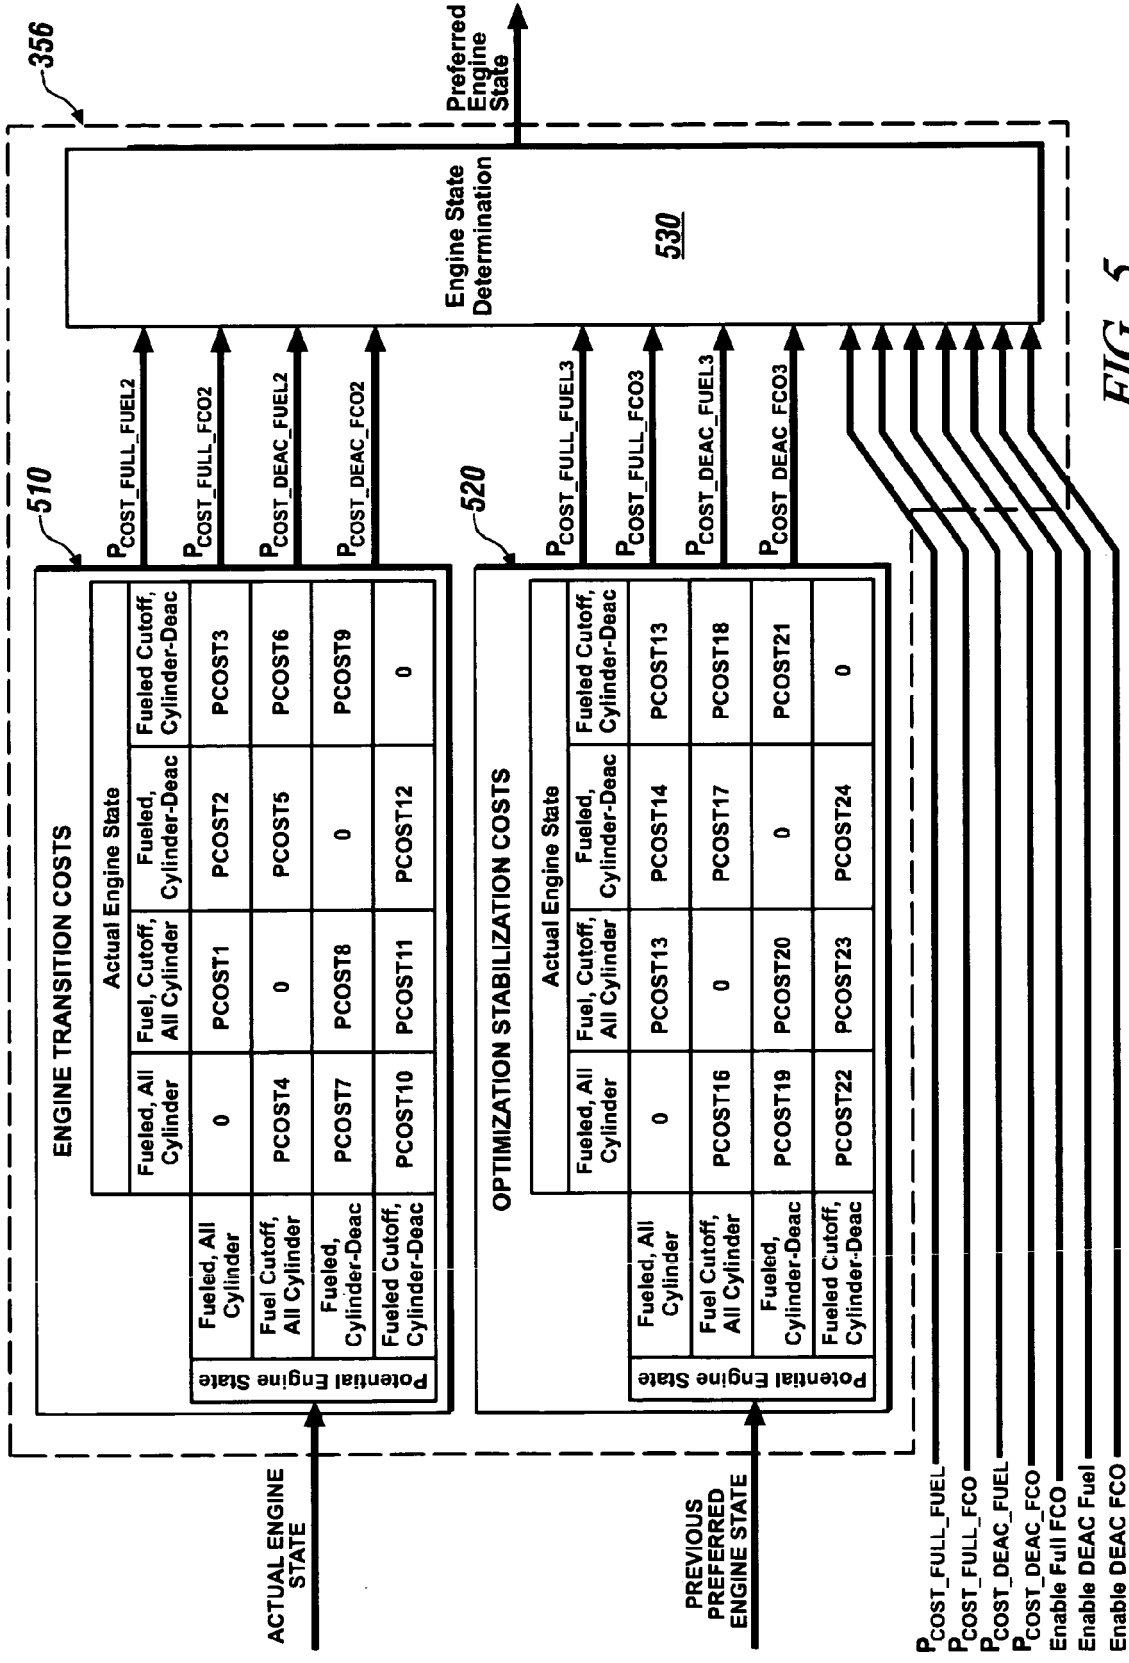 356
510
ENGINE TRANSITION COSTS
Actual Engine State
Fueled, All
Cylinder
Fuel, Cutoff,
All Cylinder
Fueled,
Cylinder-Deac
Fueled Cutoff,
Cylinder-Deac
Potential Engine State
Fueled, All
Cylinder
0
PCOST1
PCOST2
PCOST3
Fuel Cutoff,
All Cylinder
PCOST4
0
PCOST5
PCOST6
Fueled,
Cylinder-Deac
PCOST7
PCOST8
0
PCOST9
Fueled Cutoff,
Cylinder-Deac
PCOST10
PCOST11
PCOST12
0
ACTUAL ENGINE
STATE
PCOST_FULL_FUEL2
PCOST_FULL_FCO2
PCOST_DEAC_FUEL2
PCOST_DEAC_FCO2
520
OPTIMIZATION STABILIZATION COSTS
Actual Engine State
Fueled, All
Cylinder
Fuel, Cutoff,
All Cylinder
Fueled,
Cylinder-Deac
Fueled Cutoff,
Cylinder-Deac
Potential Engine State
Fueled, All
Cylinder
0
PCOST13
PCOST14
PCOST13
Fuel Cutoff,
All Cylinder
PCOST16
0
PCOST17
PCOST18
Fueled,
Cylinder-Deac
PCOST19
PCOST20
0
PCOST21
Fueled Cutoff,
Cylinder-Deac
PCOST22
PCOST23
PCOST24
0
PREVIOUS
PREFERRED
ENGINE STATE
PCOST_FULL_FUEL3
PCOST_FULL_FCO3
PCOST_DEAC_FUEL3
PCOST_DEAC_FCO3
Engine State
Determination
530
Preferred
Engine
State
PCOST_FULL_FUEL
PCOST_FULL_FCO
PCOST_DEAC_FUEL
PCOST_DEAC_FCO
Enable Full FCO
Enable DEAC Fuel
Enable DEAC FCO
FIG. 5